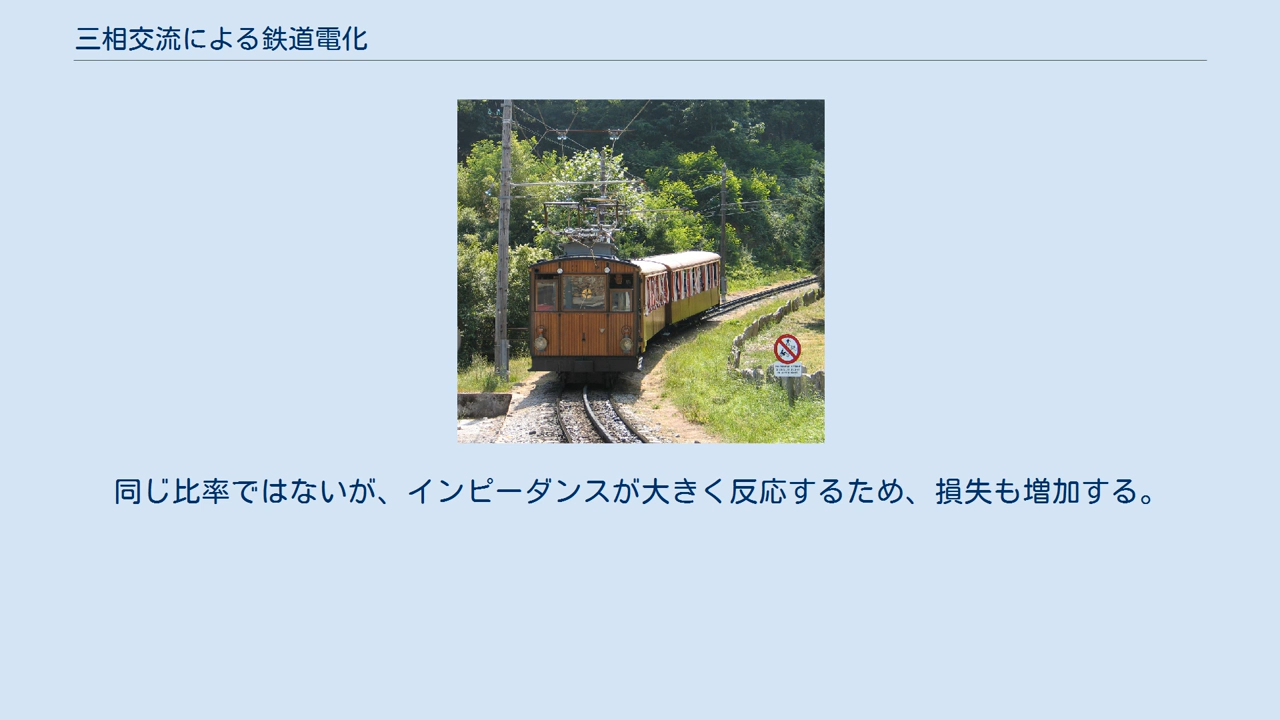 三相交流による鉄道電化
同じ比率ではないが、インピーダンスが大きく反応するため、損失も増加する。